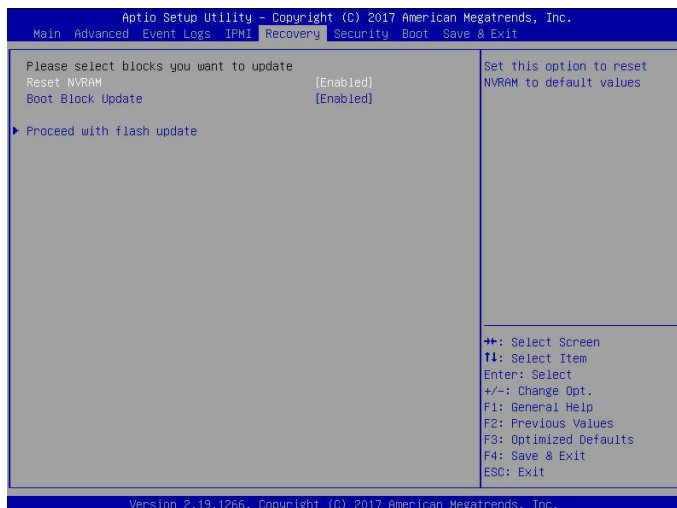 Aptio Setup Utility – Copyright (C) 2017 American Megatrends, Inc.
Main Advanced Event Logs IPMI Recovery Security Boot Save & Exit
Please select blocks you want to update
Reset NVRAM [Enabled]
Boot Block Update [Enabled]
Proceed with flash update
Set this option to reset
NVRAM to default values
→←: Select Screen
↑↓: Select Item
Enter: Select
+/-: Change Opt.
F1: General Help
F2: Previous Values
F3: Optimized Defaults
F4: Save & Exit
ESC: Exit
Version 2.19.1266. Copyright (C) 2017 American Megatrends, Inc.